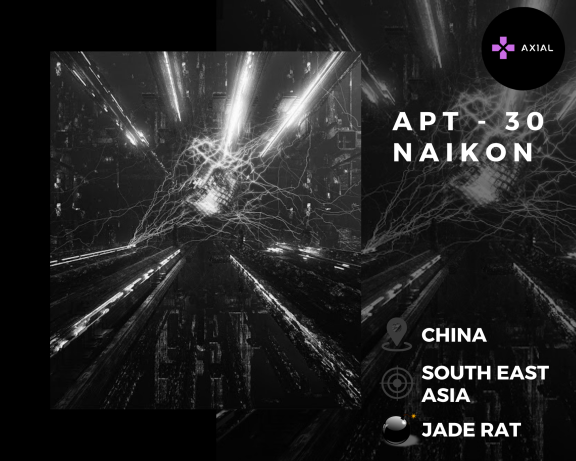 AXIAL
APT - 30
NAIKON
CHINA
SOUTH EAST
ASIA
JADE RAT